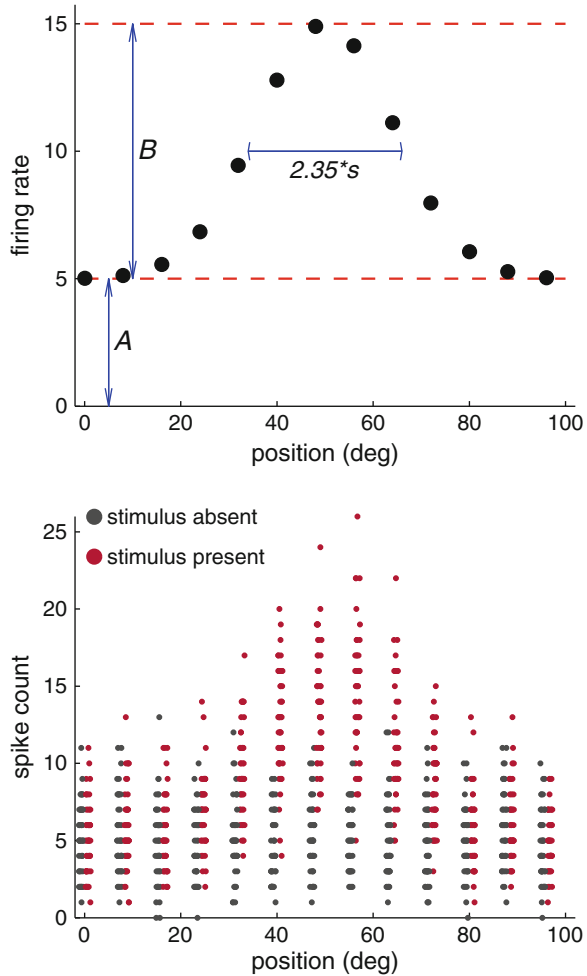 15
10
5
0
firing rate
B
2.35*s
A
0 20 40 60 80 100
position (deg)
stimulus absent
stimulus present
25
20
15
10
5
0
spike count
0 20 40 60 80 100
position (deg)